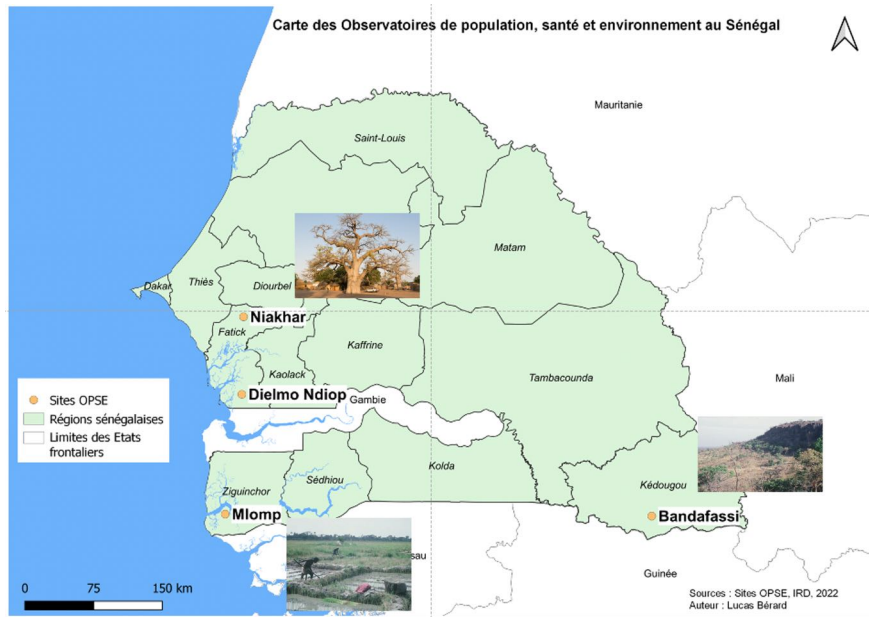 Carte des Observatoires de population, santé et environnement au Sénégal
Mauritanie
Saint-Louis
Matam
Dakar
Thiès
Diourbel
Niakhar
Fatick
Kaffrine
Kaolack
Tambacounda
Mali
Dielmo Ndiop
Gambie
Sites OPSE
Régions sénégalaises
Limites des Etats
frontaliers
Kolda
Sédhiou
Ziguinchor
Kédougou
Mlomp
Bandafassi
sau
Guinée
0 75 150 km
Sources : Sites OPSE, IRD, 2022
Auteur : Lucas Bérard